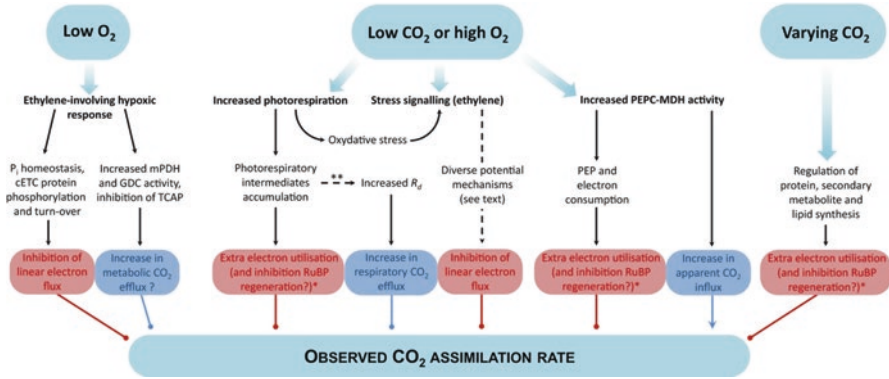 Low O₂
Low CO₂ or high O₂
Varying CO₂
Ethylene-involving hypoxic
response
Increased photorespiration
Stress signalling (ethylene)
Increased PEPC-MDH activity
Oxydative stress
Pᵢ homeostasis,
cETC protein
phosphorylation
and turn-over
Increased mPDH
and GDC activity,
inhibition of TCAP
Photorespiratory
intermediates
accumulation
**
Increased R_d
Diverse potential
mechanisms
(see text)
PEP and
electron
consumption
Regulation of
protein, secondary
metabolite and
lipid synthesis
Inhibition of
linear electron
flux
Increase in
metabolic CO₂
efflux ?
Extra electron utilisation
(and inhibition RuBP
regeneration?)*
Increase in
respiratory CO₂
efflux
Inhibition of
linear electron
flux
Extra electron utilisation
(and inhibition RuBP
regeneration?)*
Increase in
apparent CO₂
influx
Extra electron utilisation
(and inhibition RuBP
regeneration?)*
OBSERVED CO₂ ASSIMILATION RATE